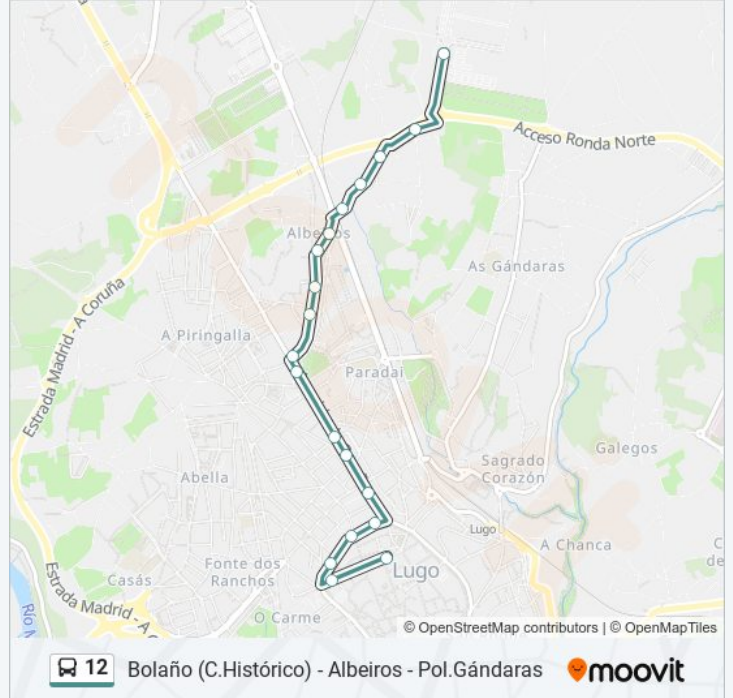 Acceso Ronda Norte
Albeiros
As Gándaras
Estrada Madrid - A Coruña
A Piringalla
Paradai
Galegos
Sagrado
Corazón
Abella
Lugo
A Chanca
Fonte dos
Ranchos
Lugo
Casás
Estrada Madrid - A
O Carme
Río
© OpenStreetMap contributors | © OpenMapTiles
12 Bolaño (C.Histórico) - Albeiros - Pol.Gándaras moovit